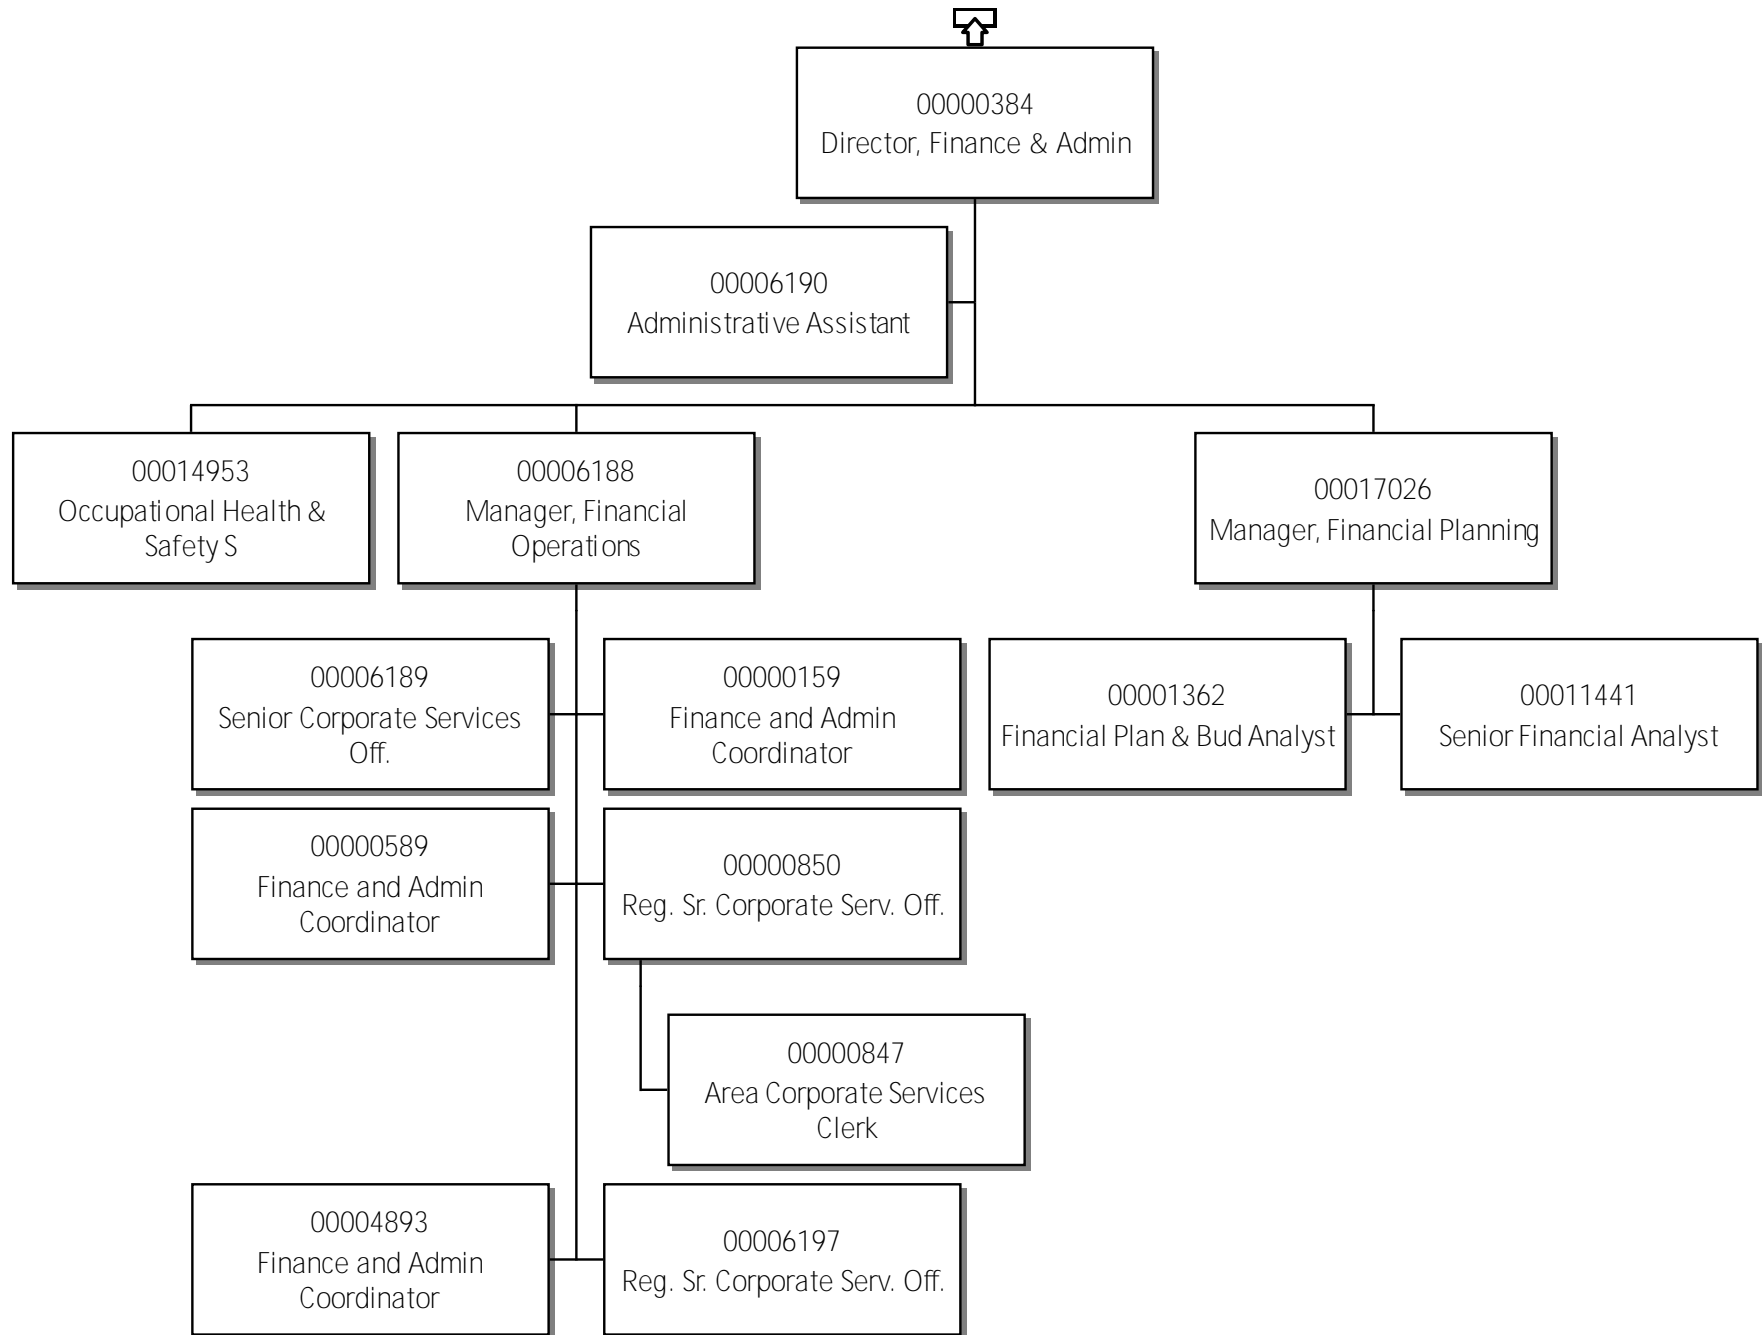 00000384
Director, Finance & Admin
00006190
Administrative Assistant
00014953
Occupational Health &
Safety S
00006188
Manager, Financial
Operations
00017026
Manager, Financial Planning
00006189
Senior Corporate Services
Off.
00000159
Finance and Admin
Coordinator
00001362
Financial Plan & Bud Analyst
00011441
Senior Financial Analyst
00000589
Finance and Admin
Coordinator
00000850
Reg. Sr. Corporate Serv. Off.
00000847
Area Corporate Services
Clerk
00004893
Finance and Admin
Coordinator
00006197
Reg. Sr. Corporate Serv. Off.